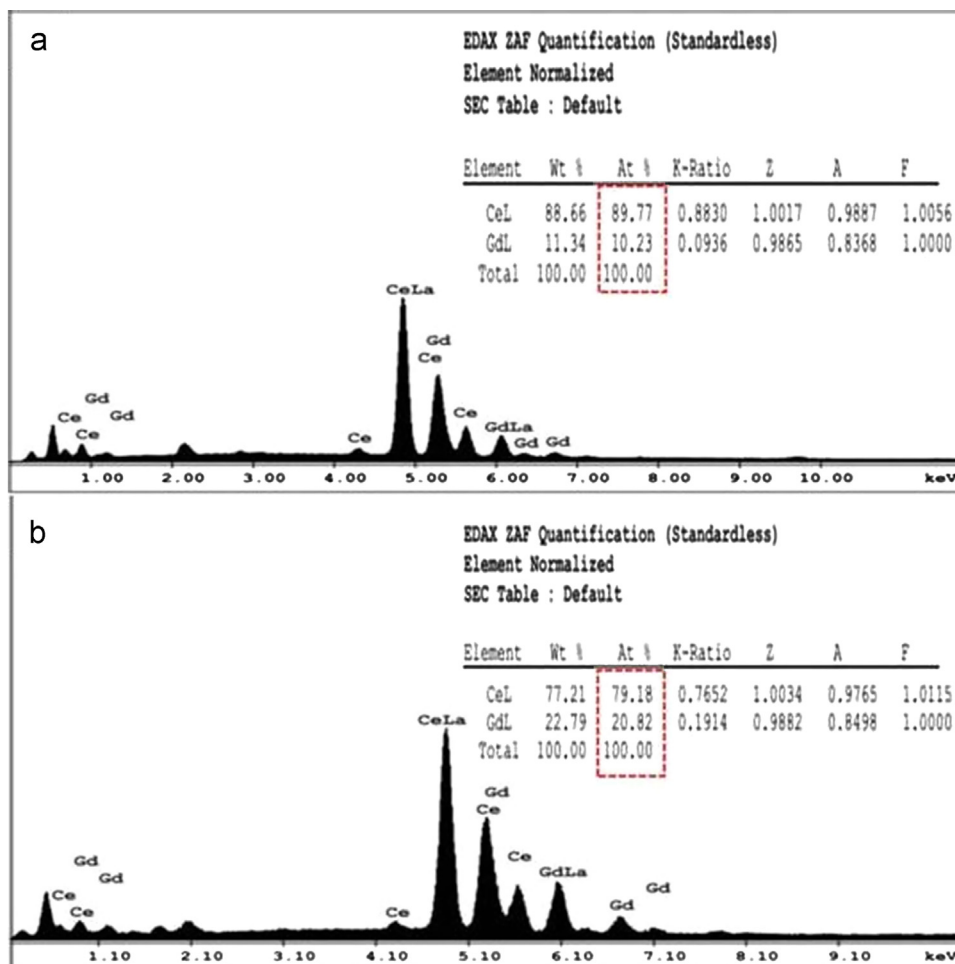 a
EDAX ZAF Quantification (Standardless)
Element Normalized
SEC Table : Default
Element Wt % At % K-Ratio Z A F
CeL 88.66 89.77 0.8830 1.0017 0.9887 1.0056
GdL 11.34 10.23 0.0936 0.9865 0.8368 1.0000
Total 100.00 100.00
CeLa
Gd
Ce
Gd
Ce Gd
Ce
Ce
Ce
GdLa
Gd Gd
1.00 2.00 3.00 4.00 5.00 6.00 7.00 8.00 9.00 10.00 keV
b
EDAX ZAF Quantification (Standardless)
Element Normalized
SEC Table : Default
Element Wt % At % K-Ratio Z A F
CeL 77.21 79.18 0.7652 1.0034 0.9765 1.0115
GdL 22.79 20.82 0.1914 0.9882 0.8498 1.0000
Total 100.00 100.00
CeLa
Gd
Ce
Ce
Gd
GdLa
Gd
Ce
Gd
Gd
Ce
Ce
1.10 2.10 3.10 4.10 5.10 6.10 7.10 8.10 9.10 keV